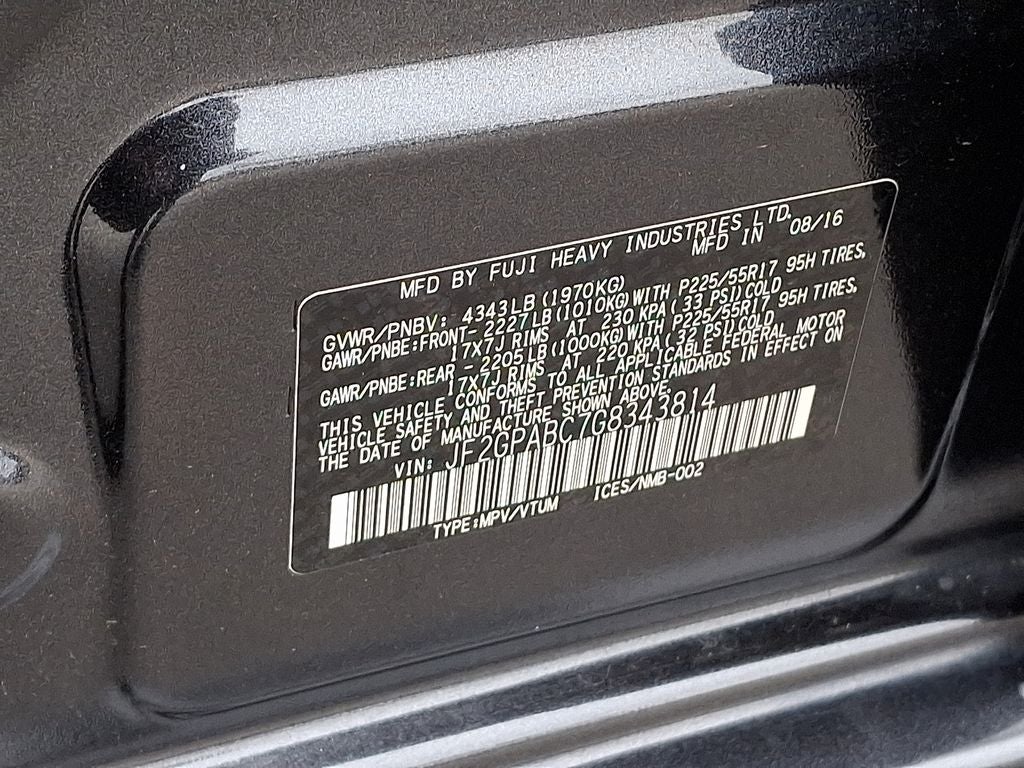 MFD BY FUJI HEAVY INDUSTRIES LTD.
MFD IN 08/16
GVWR/PNBV: 4343LB (1970KG)
GAWR/PNBE:FRONT-2227LB (1010KG) WITH P225/55R17 95H TIRES,
17X7J RIMS AT 230 KPA (33 PSI) COLD
GAWR/PNBE:REAR -2205LB (1000KG) WITH P225/55R17 95H TIRES,
17X7J RIMS AT 220 KPA (32 PSI) COLD
THIS VEHICLE CONFORMS TO ALL APPLICABLE FEDERAL MOTOR
VEHICLE SAFETY AND THEFT PREVENTION STANDARDS IN EFFECT ON
THE DATE OF MANUFACTURE SHOWN ABOVE.
VIN: JF2GPABC7G8343814
TYPE:MPV/VTUM ICES/NMB-002